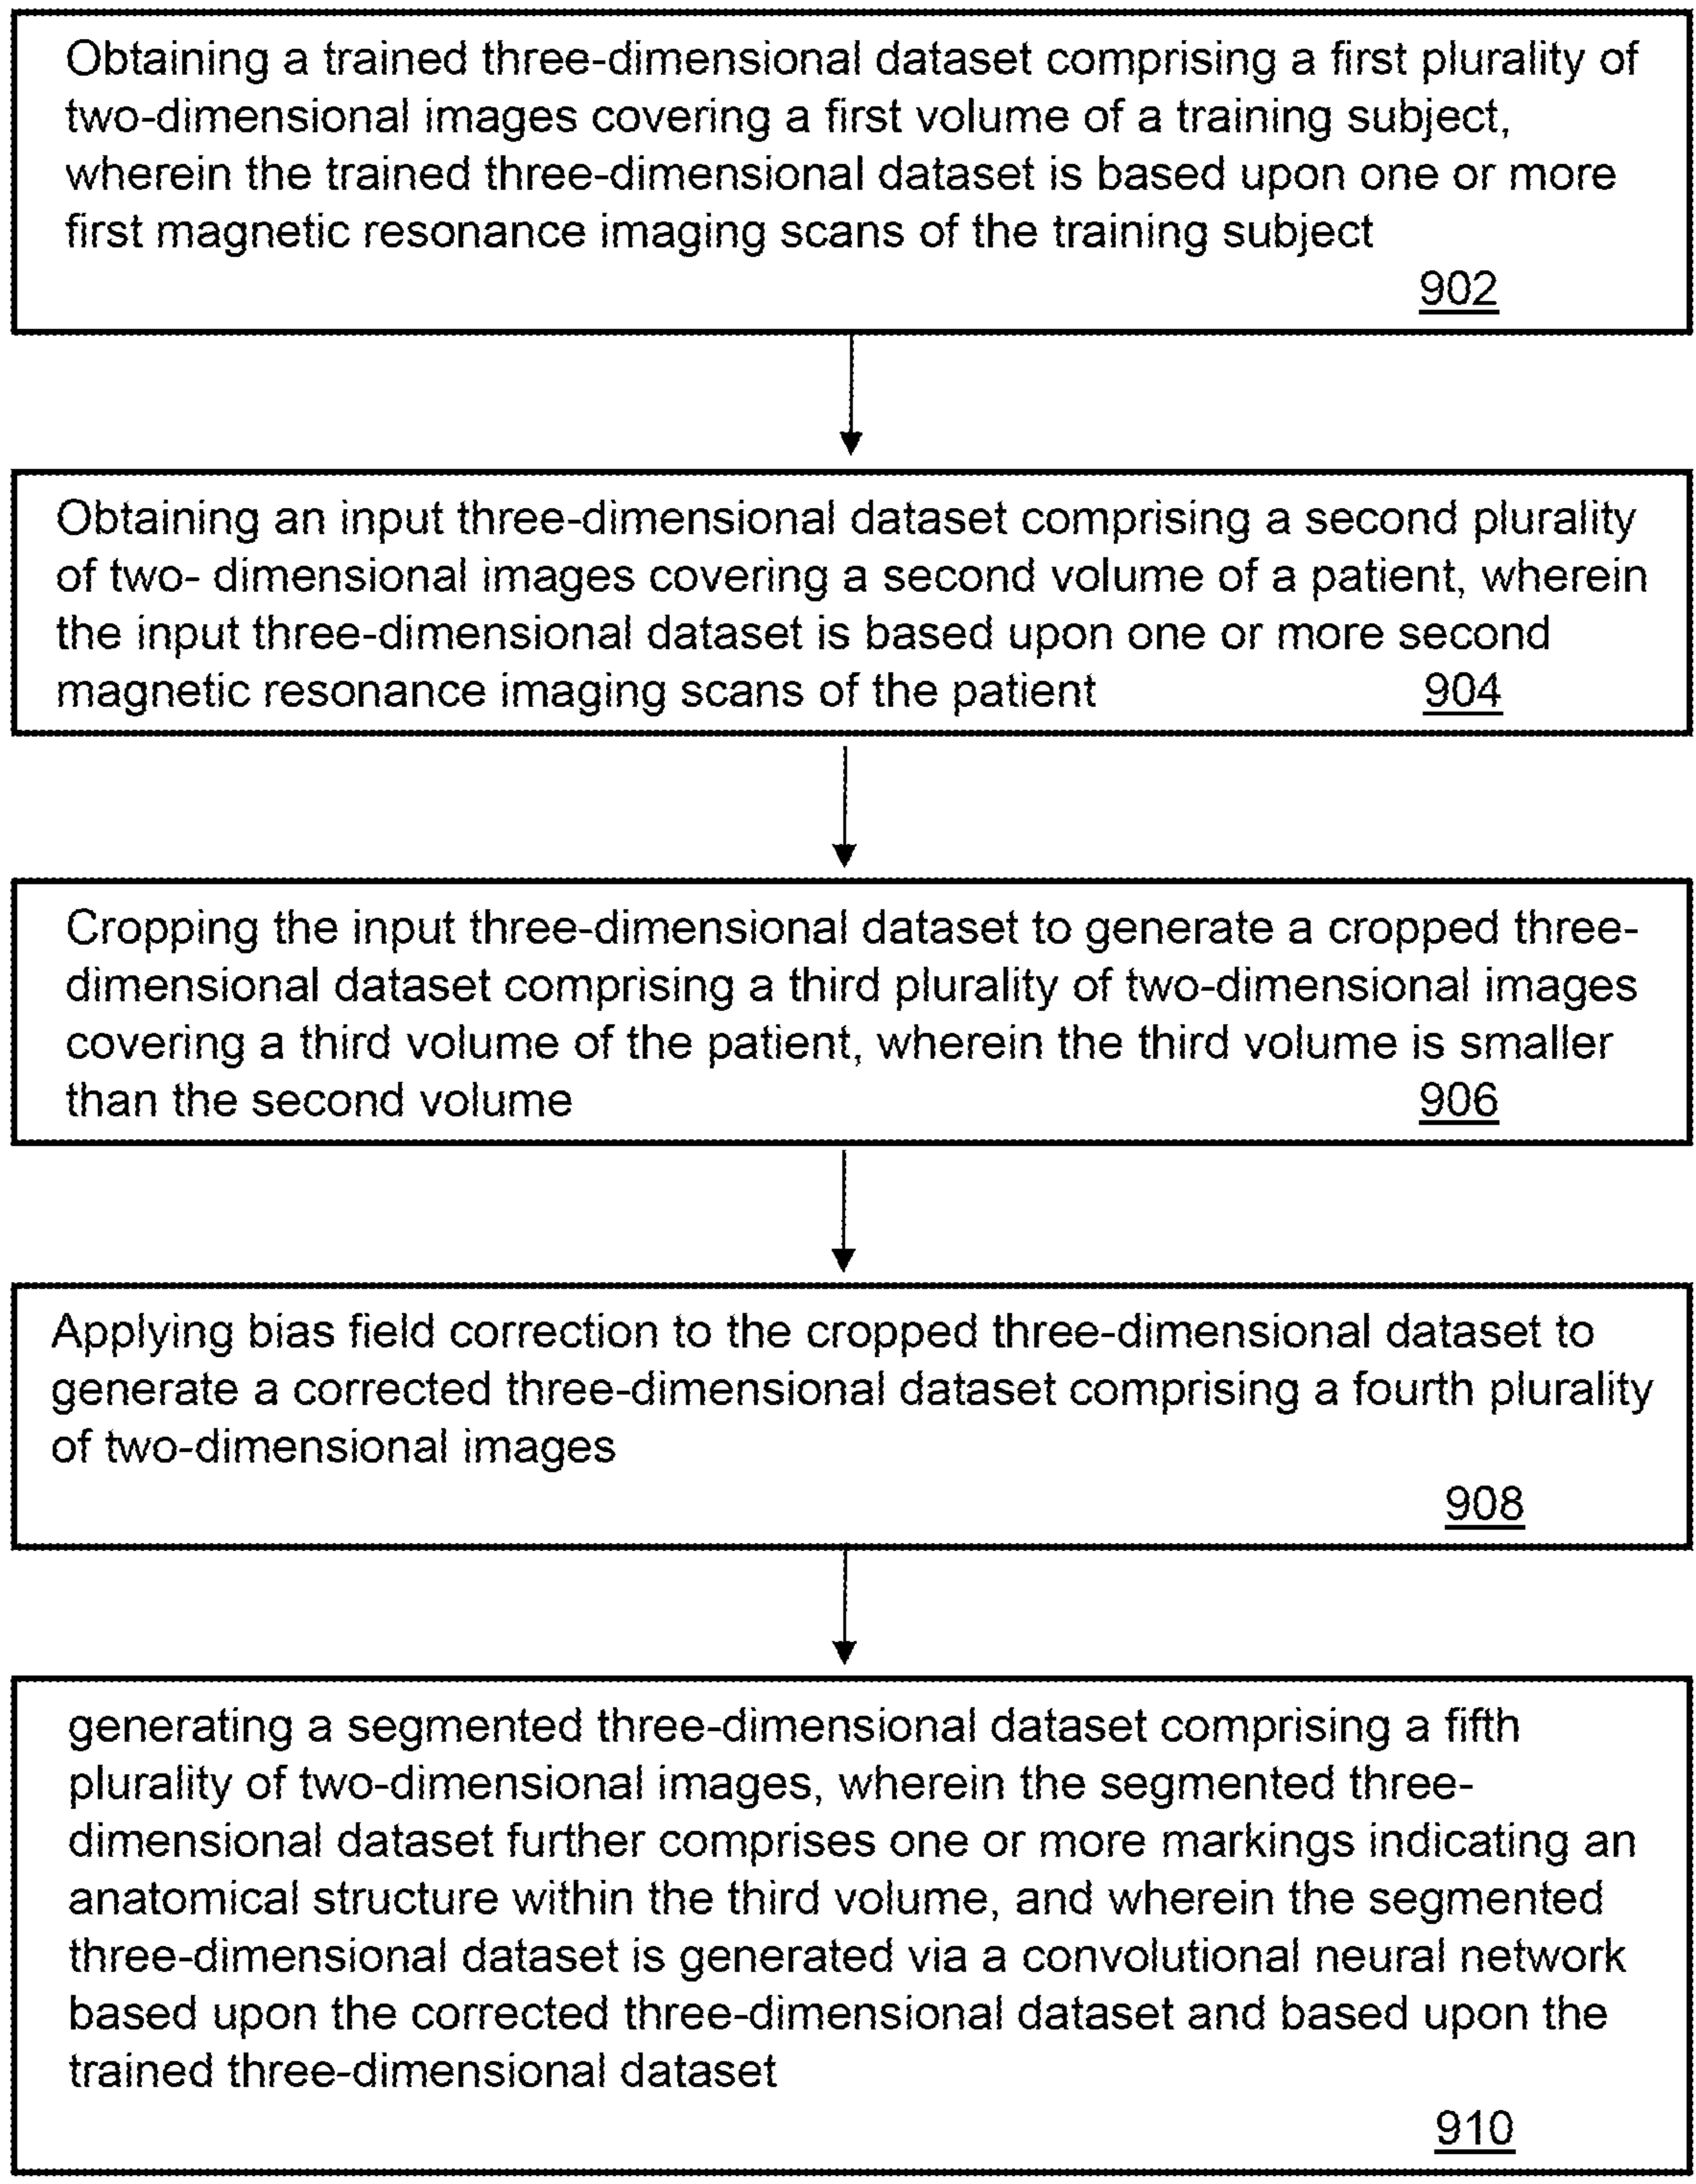 Obtaining a trained three-dimensional dataset comprising a first plurality of
two-dimensional images covering a first volume of a training subject,
wherein the trained three-dimensional dataset is based upon one or more
first magnetic resonance imaging scans of the training subject
902
Obtaining an input three-dimensional dataset comprising a second plurality
of two- dimensional images covering a second volume of a patient, wherein
the input three-dimensional dataset is based upon one or more second
magnetic resonance imaging scans of the patient 904
Cropping the input three-dimensional dataset to generate a cropped three-
dimensional dataset comprising a third plurality of two-dimensional images
covering a third volume of the patient, wherein the third volume is smaller
than the second volume 906
Applying bias field correction to the cropped three-dimensional dataset to
generate a corrected three-dimensional dataset comprising a fourth plurality
of two-dimensional images
908
generating a segmented three-dimensional dataset comprising a fifth
plurality of two-dimensional images, wherein the segmented three-
dimensional dataset further comprises one or more markings indicating an
anatomical structure within the third volume, and wherein the segmented
three-dimensional dataset is generated via a convolutional neural network
based upon the corrected three-dimensional dataset and based upon the
trained three-dimensional dataset
910